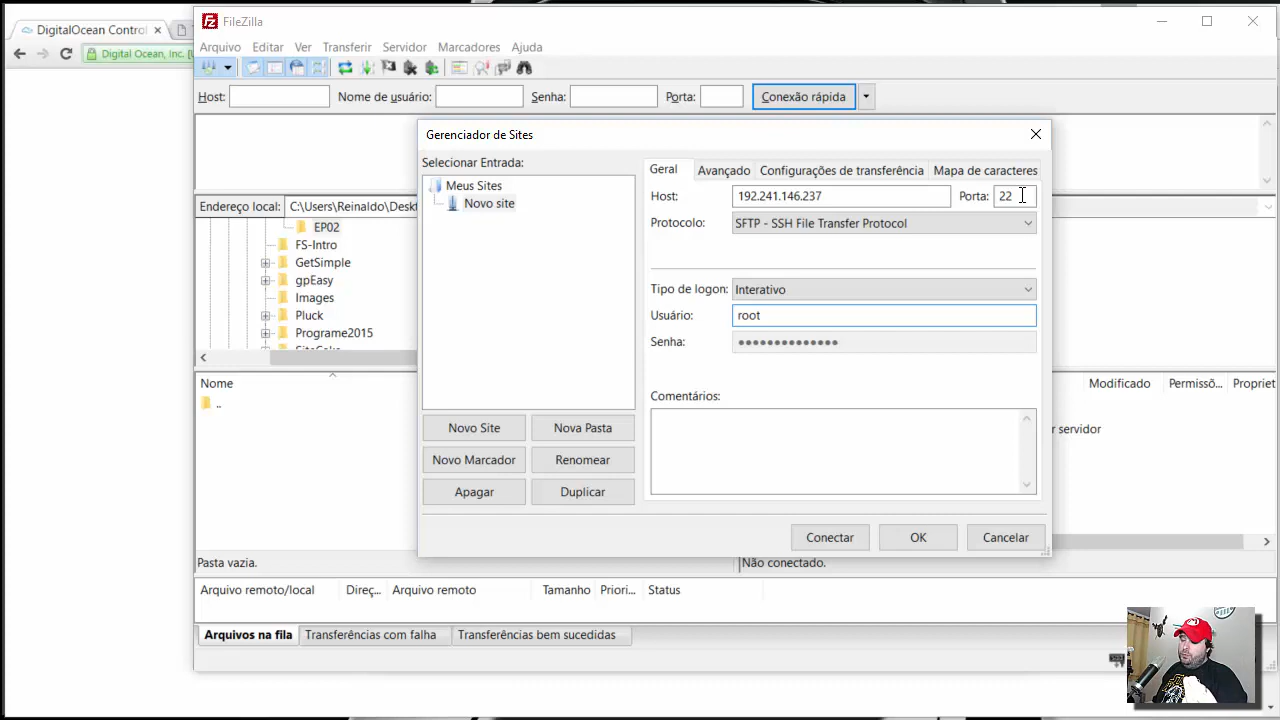 DigitalOcean Control
Digital Ocean, Inc. [U
FileZilla
Arquivo Editar Ver Transferir Servidor Marcadores Ajuda
Host: Nome de usuário: Senha: Porta: Conexão rápida
Gerenciador de Sites
Selecionar Entrada:
Meus Sites
Novo site
Geral Avançado Configurações de transferência Mapa de caracteres
Host: 192.241.146.237 Porta: 22
Protocolo: SFTP - SSH File Transfer Protocol
Tipo de logon: Interativo
Usuário: root
Senha: ●●●●●●●●●●●●●●
Comentários:
Novo Site Nova Pasta
Novo Marcador Renomear
Apagar Duplicar
Conectar OK Cancelar
Endereço local: C:\Users\Reinaldo\Deskt
EP02
FS-Intro
GetSimple
gpEasy
Images
Pluck
Programe2015
Nome
..
Modificado Permissõ... Propriet
r servidor
Pasta vazia. Não conectado.
Arquivo remoto/local Direç... Arquivo remoto Tamanho Priori... Status
Arquivos na fila Transferências com falha Transferências bem sucedidas